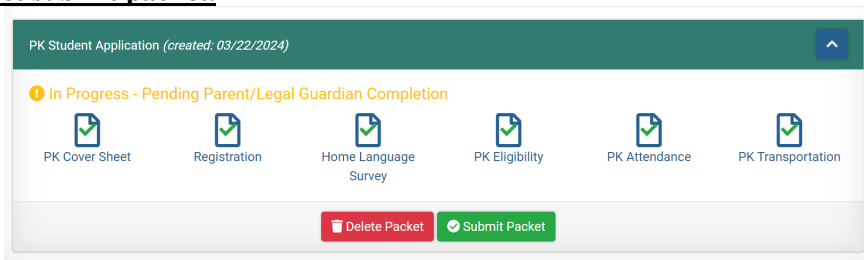 PK Student Application (created: 03/22/2024)
In Progress - Pending Parent/Legal Guardian Completion
PK Cover Sheet
Registration
Home Language
Survey
PK Eligibility
PK Attendance
PK Transportation
Delete Packet
Submit Packet